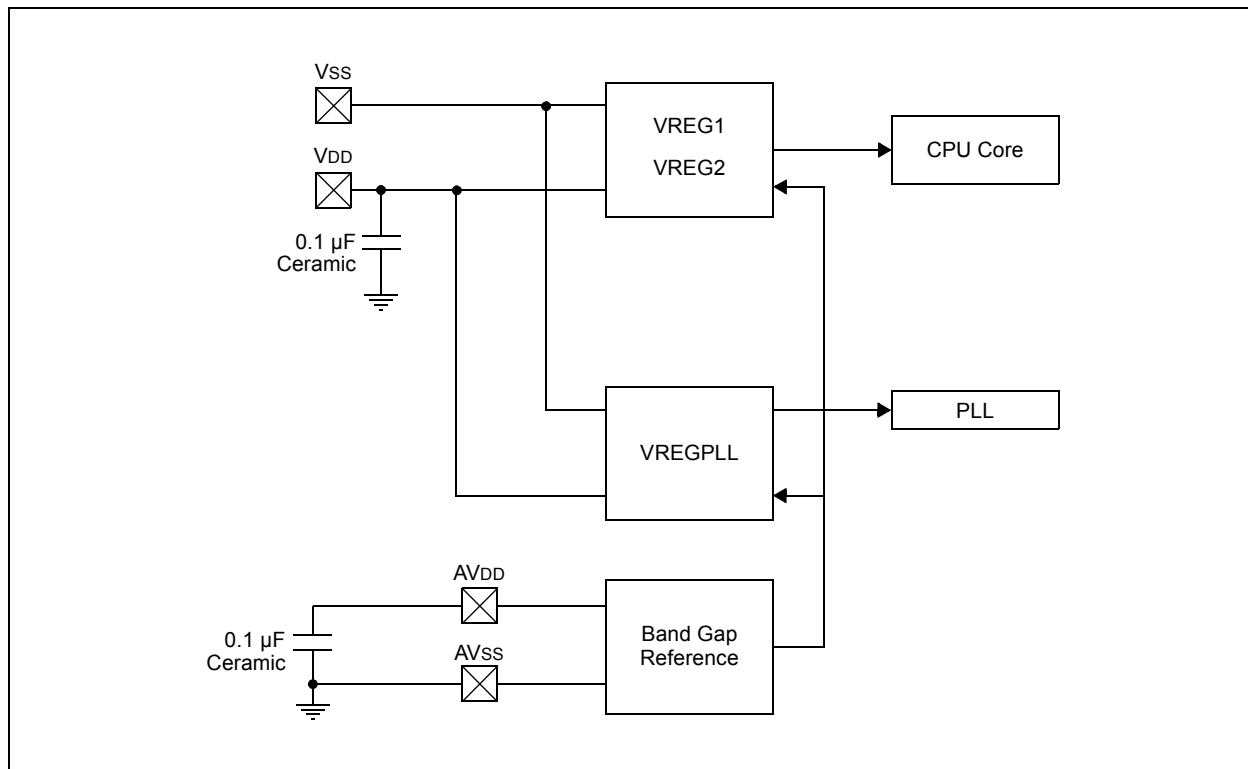 VSS
VREG1
VREG2
CPU Core
VDD
0.1 µF
Ceramic
VREGPLL
PLL
AVDD
AVSS
0.1 µF
Ceramic
Band Gap
Reference